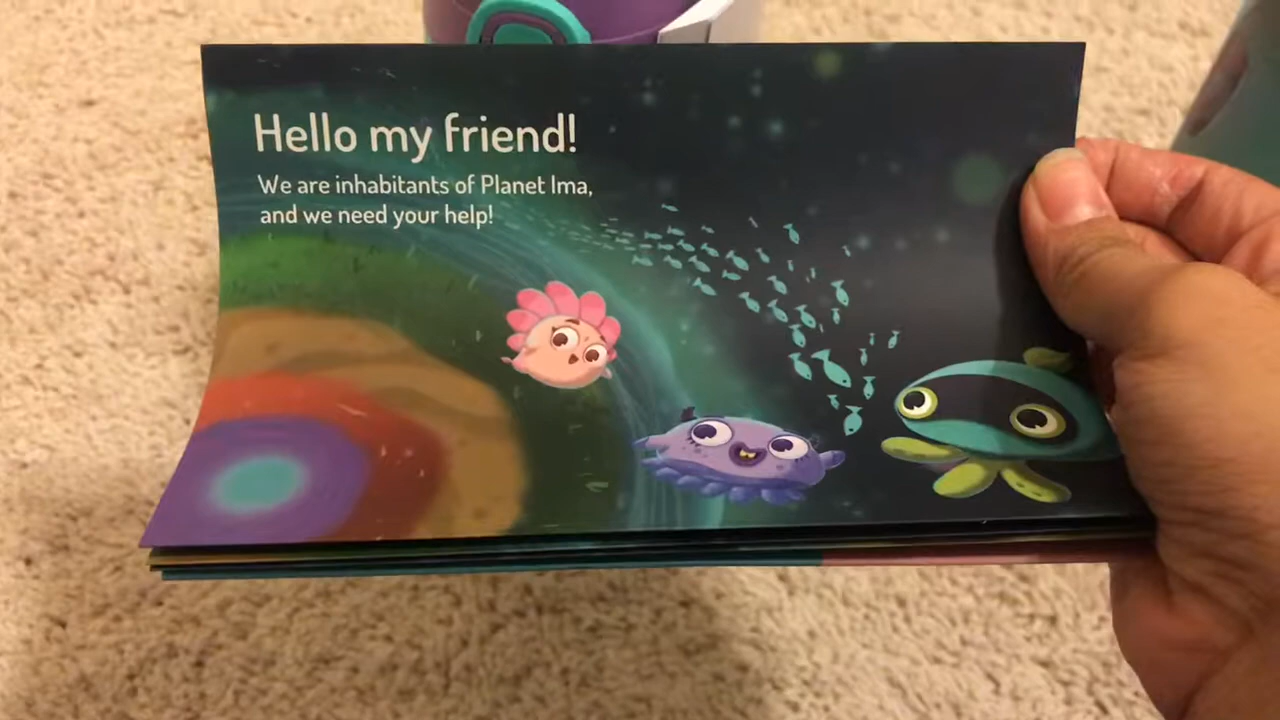 Hello my friend!
We are inhabitants of Planet Ima,
and we need your help!